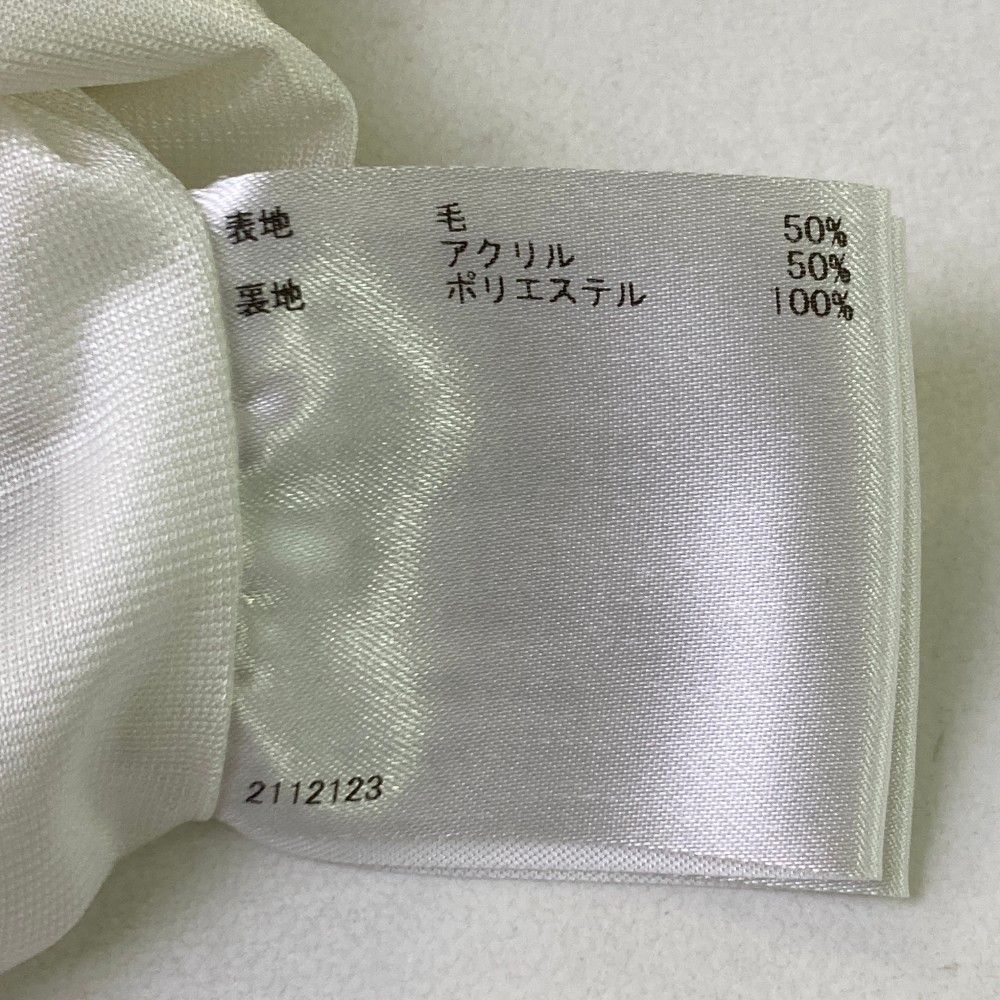 表地 毛 50%
アクリル 50%
裏地 ポリエステル 100%
2112123